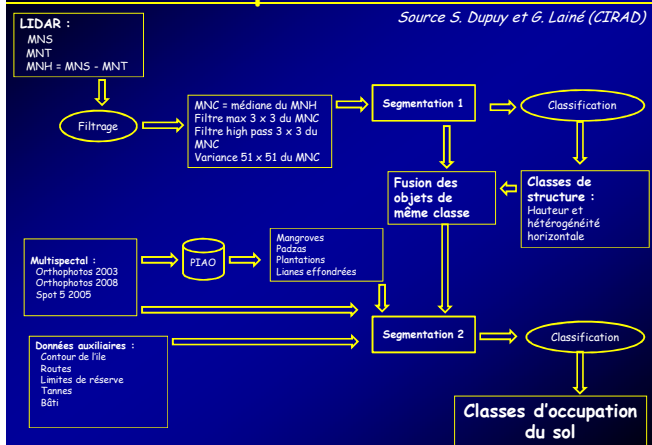 Source S. Dupuy et G. Lainé (CIRAD)
LIDAR :
MNS
MNT
MNH = MNS - MNT
Filtrage
MNC = médiane du MNH
Filtre max 3 x 3 du MNC
Filtre high pass 3 x 3 du
MNC
Variance 51 x 51 du MNC
Segmentation 1
Classification
Fusion des
objets de
même classe
Classes de
structure :
Hauteur et
hétérogénéité
horizontale
Multispectal :
Orthophotos 2003
Orthophotos 2008
Spot 5 2005
PIAO
Mangroves
Padzas
Plantations
Lianes effondrées
Données auxiliaires :
Contour de l'ile
Routes
Limites de réserve
Tannes
Bâti
Segmentation 2
Classification
Classes d'occupation
du sol